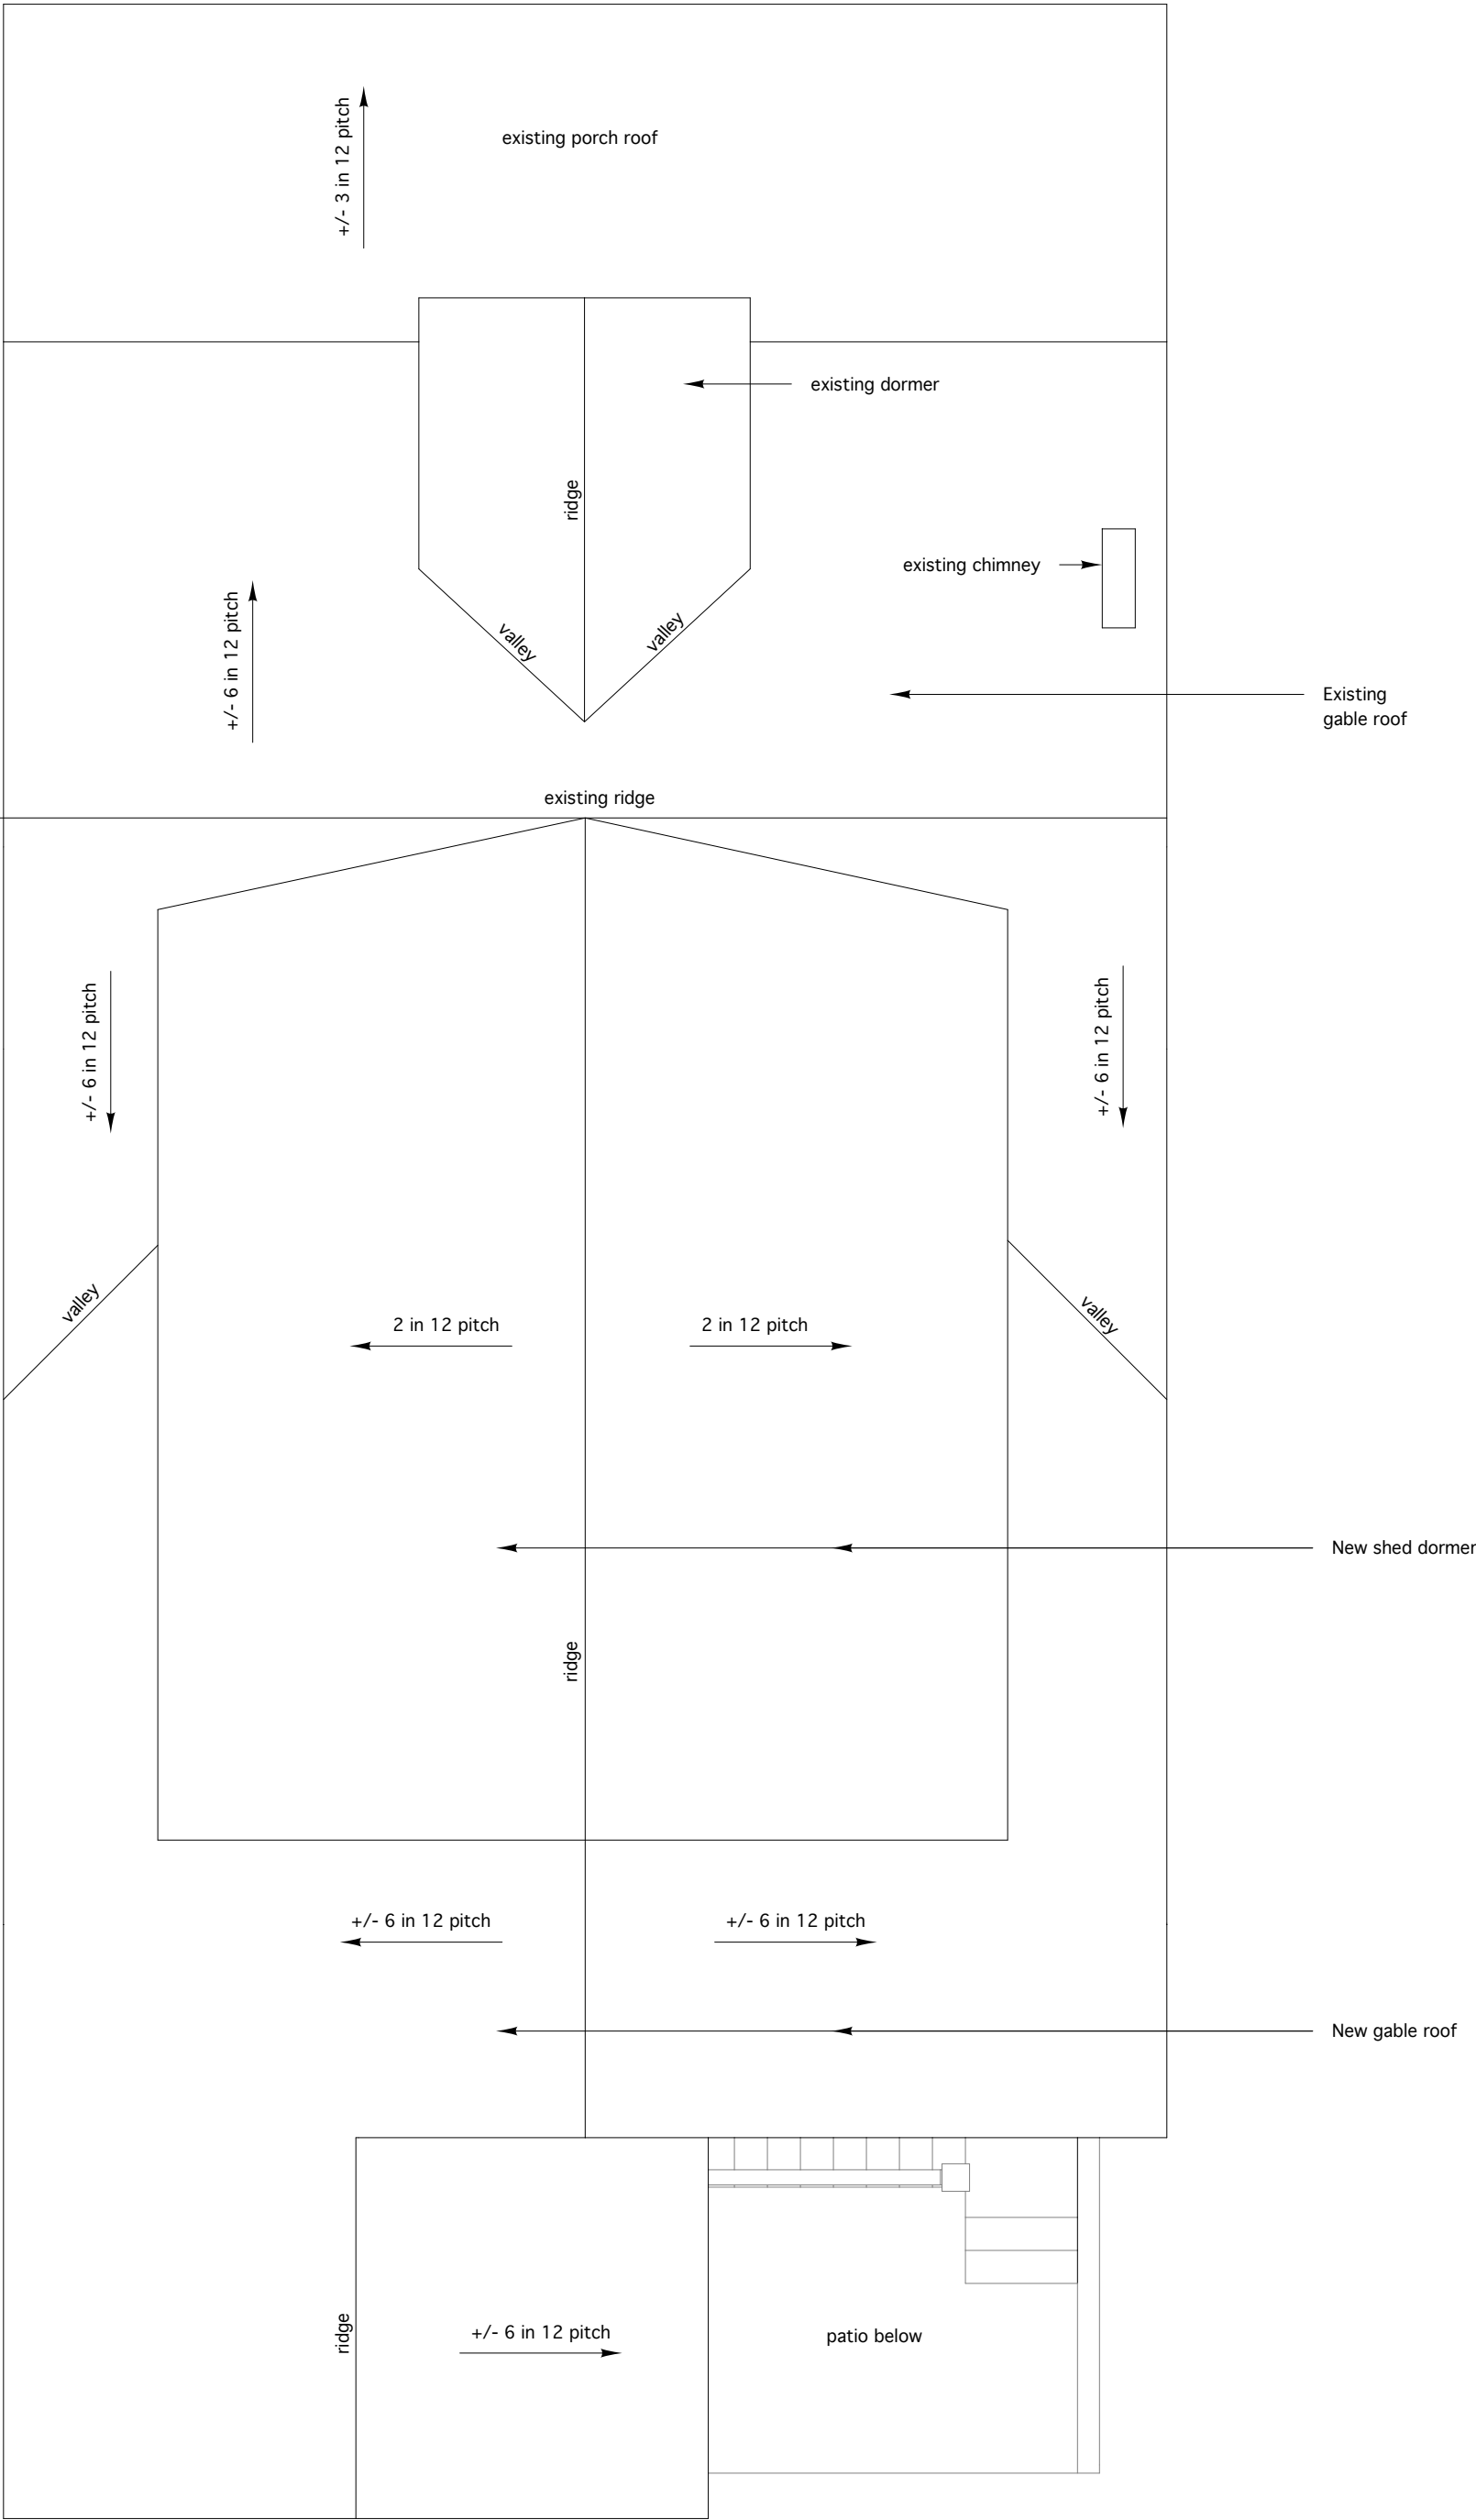 +/- 3 in 12 pitch
existing porch roof
existing dormer
ridge
existing chimney
valley
valley
+/- 6 in 12 pitch
Existing
gable roof
existing ridge
+/- 6 in 12 pitch
+/- 6 in 12 pitch
valley
valley
2 in 12 pitch
2 in 12 pitch
New shed dormer
ridge
+/- 6 in 12 pitch
+/- 6 in 12 pitch
New gable roof
ridge
+/- 6 in 12 pitch
patio below